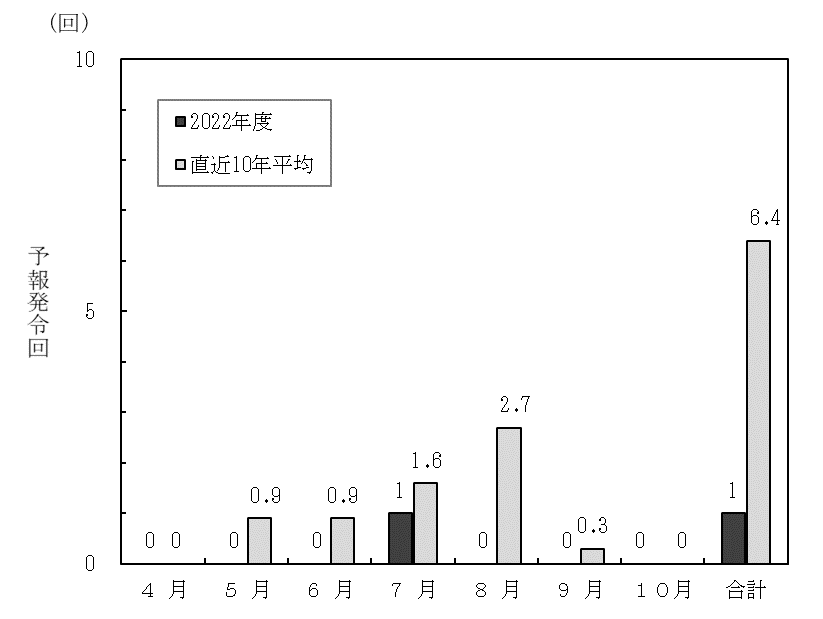 (回)
10
2022年度
直近10年平均
6.4
予報発令回
5
2.7
1.6
0.9
0.9
1
1
0 0 0 0 0 0 0.3 0 0
0
４ 月 ５ 月 ６ 月 ７ 月 ８ 月 ９ 月 １０月 合計